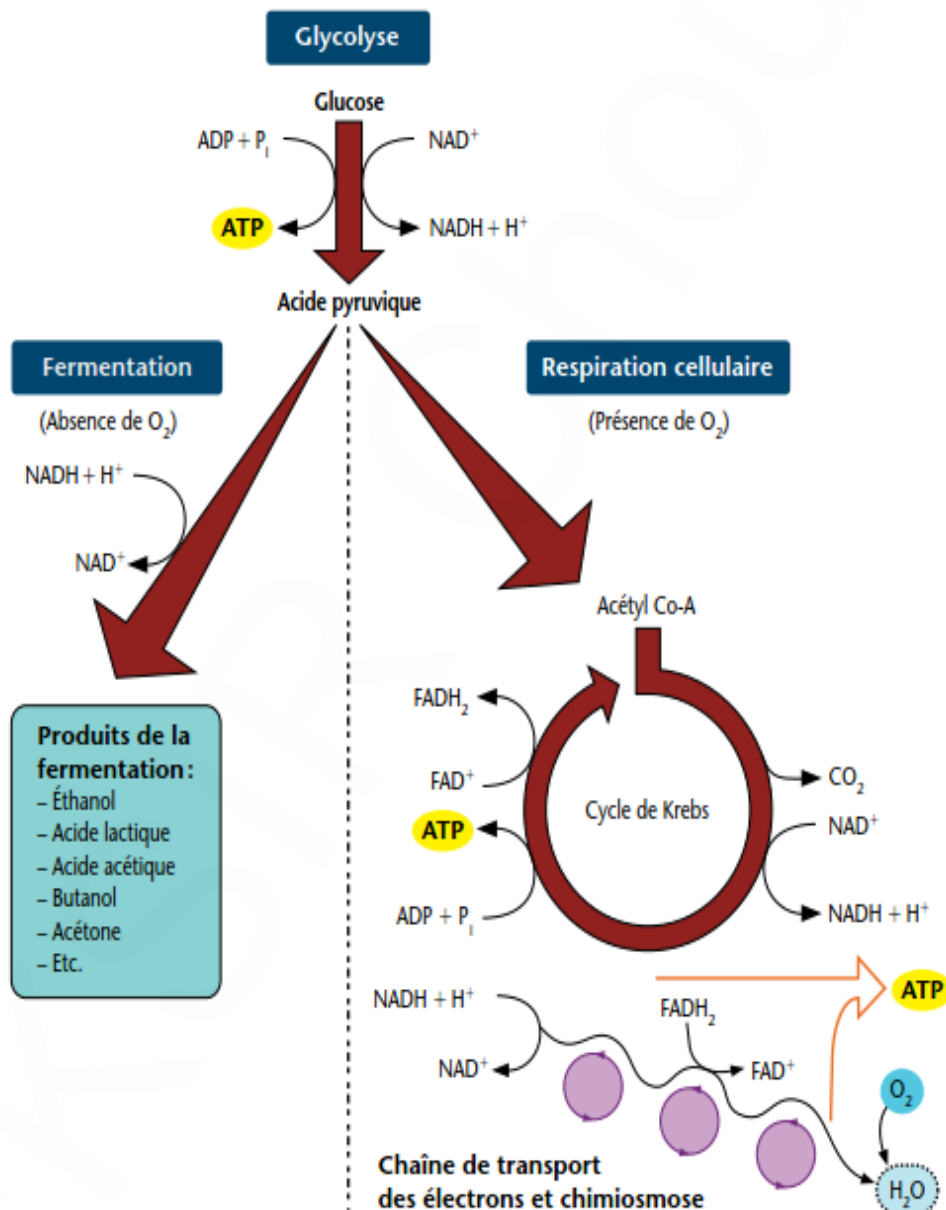 Glycolyse
Glucose
ADP + Pi
NAD+
ATP
NADH + H+
Acide pyruvique
Fermentation
(Absence de O2)
NADH + H+
NAD+
Produits de la
fermentation :
– Éthanol
– Acide lactique
– Acide acétique
– Butanol
– Acétone
– Etc.
Respiration cellulaire
(Présence de O2)
Acétyl Co-A
FADH2
FAD+
ATP
ADP + Pi
Cycle de Krebs
CO2
NAD+
NADH + H+
NADH + H+
NAD+
FADH2
FAD+
ATP
O2
H2O
Chaîne de transport
des électrons et chimiosmose